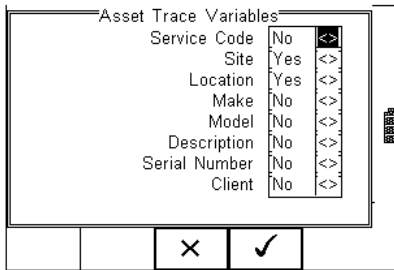 Asset Trace Variables
Service Code No <>
Site Yes <>
Location Yes <>
Make No <>
Model No <>
Description No <>
Serial Number No <>
Client No <>